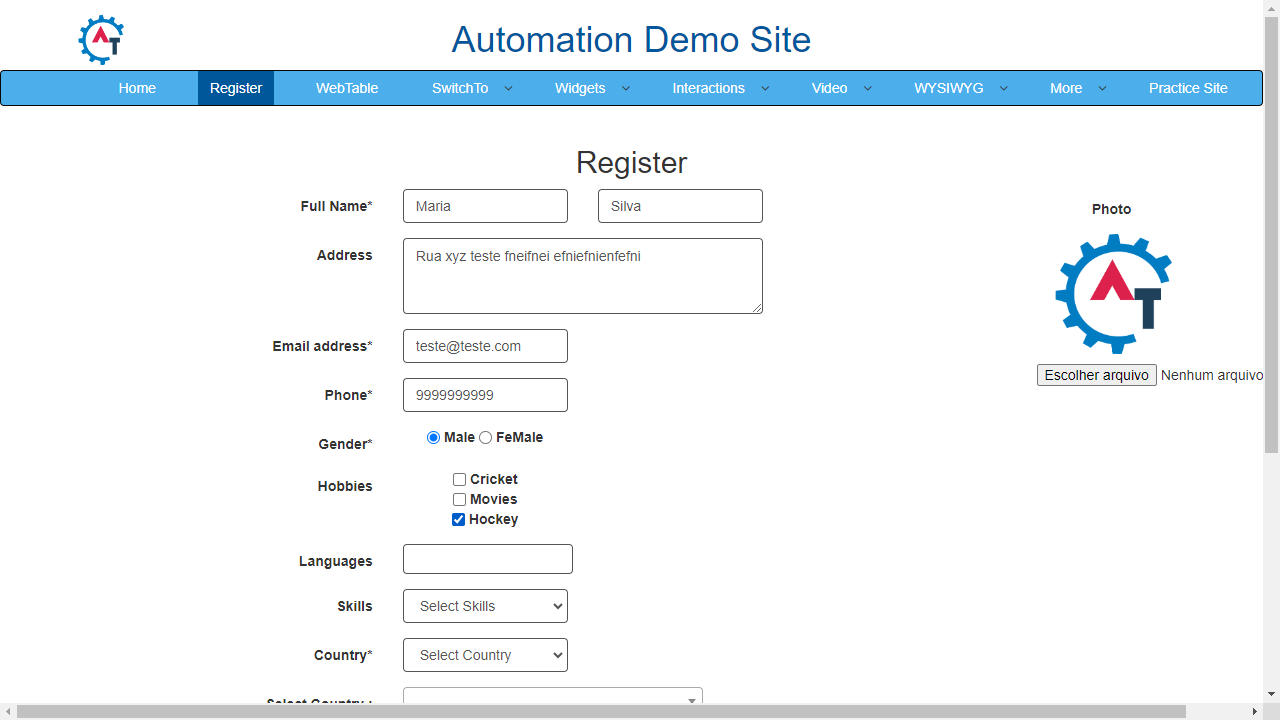 Automation Demo Site
Home Register WebTable SwitchTo Widgets Interactions Video WYSIWYG More Practice Site
Register
Full Name* Maria Silva
Photo
Address Rua xyz teste fneifnei efniefnienfefni
Email address* teste@teste.com
Escolher arquivo Nenhum arquivo
Phone* 9999999999
Gender* Male FeMale
Hobbies Cricket
Movies
Hockey
Languages
Skills Select Skills
Country* Select Country
Select Country :